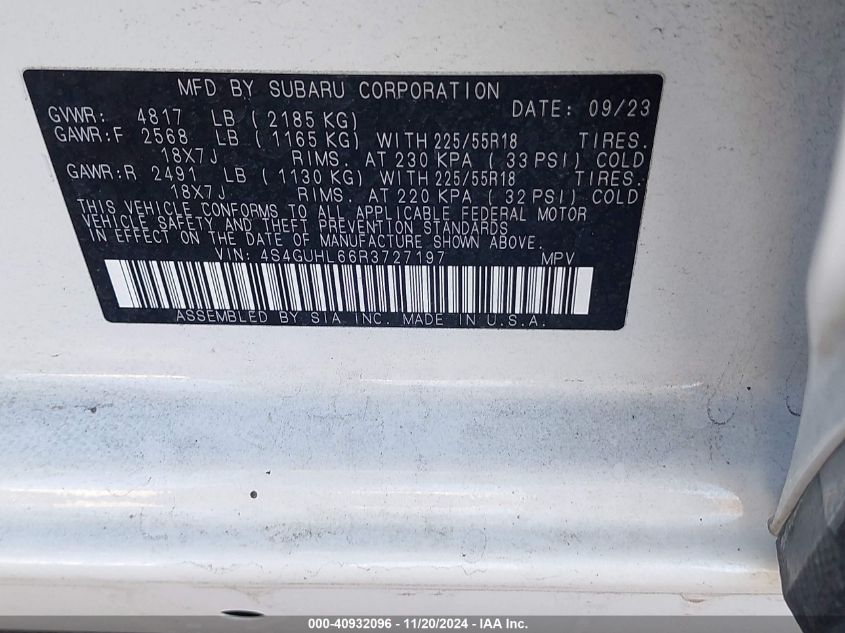 MFD BY SUBARU CORPORATION
DATE: 09/23
GVWR: 4817 LB ( 2185 KG)
GAWR:F 2568 LB ( 1165 KG) WITH 225/55R18 TIRES.
18X7J RIMS. AT 230 KPA ( 33 PSI) COLD
GAWR:R 2491 LB ( 1130 KG) WITH 225/55R18 TIRES.
18X7J RIMS. AT 220 KPA ( 32 PSI) COLD
THIS VEHICLE CONFORMS TO ALL APPLICABLE FEDERAL MOTOR
VEHICLE SAFETY AND THEFT PREVENTION STANDARDS
IN EFFECT ON THE DATE OF MANUFACTURE SHOWN ABOVE.
VIN: 4S4GUHL66R3727197 MPV
ASSEMBLED BY SIA INC. MADE IN U.S.A.
000-40932096 - 11/20/2024 - IAA Inc.